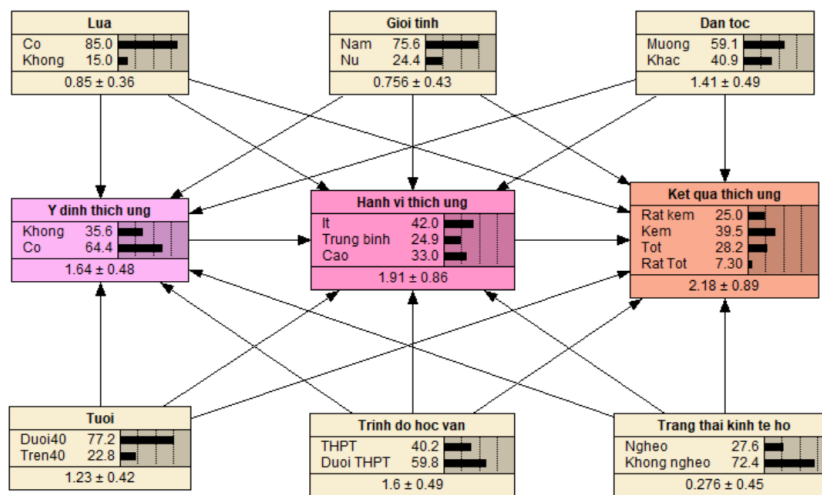 Lua
Co 85.0
Khong 15.0
0.85 ± 0.36
Gioi tinh
Nam 75.6
Nu 24.4
0.756 ± 0.43
Dan toc
Muong 59.1
Khac 40.9
1.41 ± 0.49
Y dinh thich ung
Khong 35.6
Co 64.4
1.64 ± 0.48
Hanh vi thich ung
It 42.0
Trung binh 24.9
Cao 33.0
1.91 ± 0.86
Ket qua thich ung
Rat kem 25.0
Kem 39.5
Tot 28.2
Rat Tot 7.30
2.18 ± 0.89
Tuoi
Duoi40 77.2
Tren40 22.8
1.23 ± 0.42
Trinh do hoc van
THPT 40.2
Duoi THPT 59.8
1.6 ± 0.49
Trang thai kinh te ho
Ngheo 27.6
Khong ngheo 72.4
0.276 ± 0.45